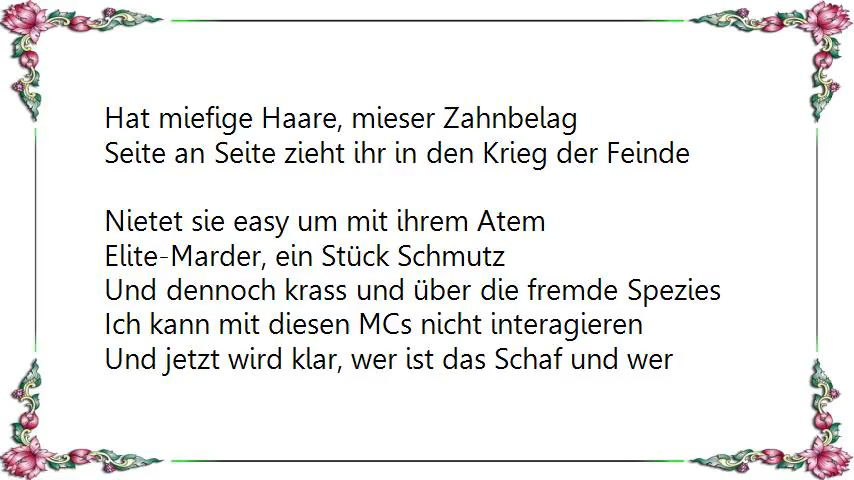 Hat miefige Haare, mieser Zahnbelag
Seite an Seite zieht ihr in den Krieg der Feinde
Nietet sie easy um mit ihrem Atem
Elite-Marder, ein Stück Schmutz
Und dennoch krass und über die fremde Spezies
Ich kann mit diesen MCs nicht interagieren
Und jetzt wird klar, wer ist das Schaf und wer